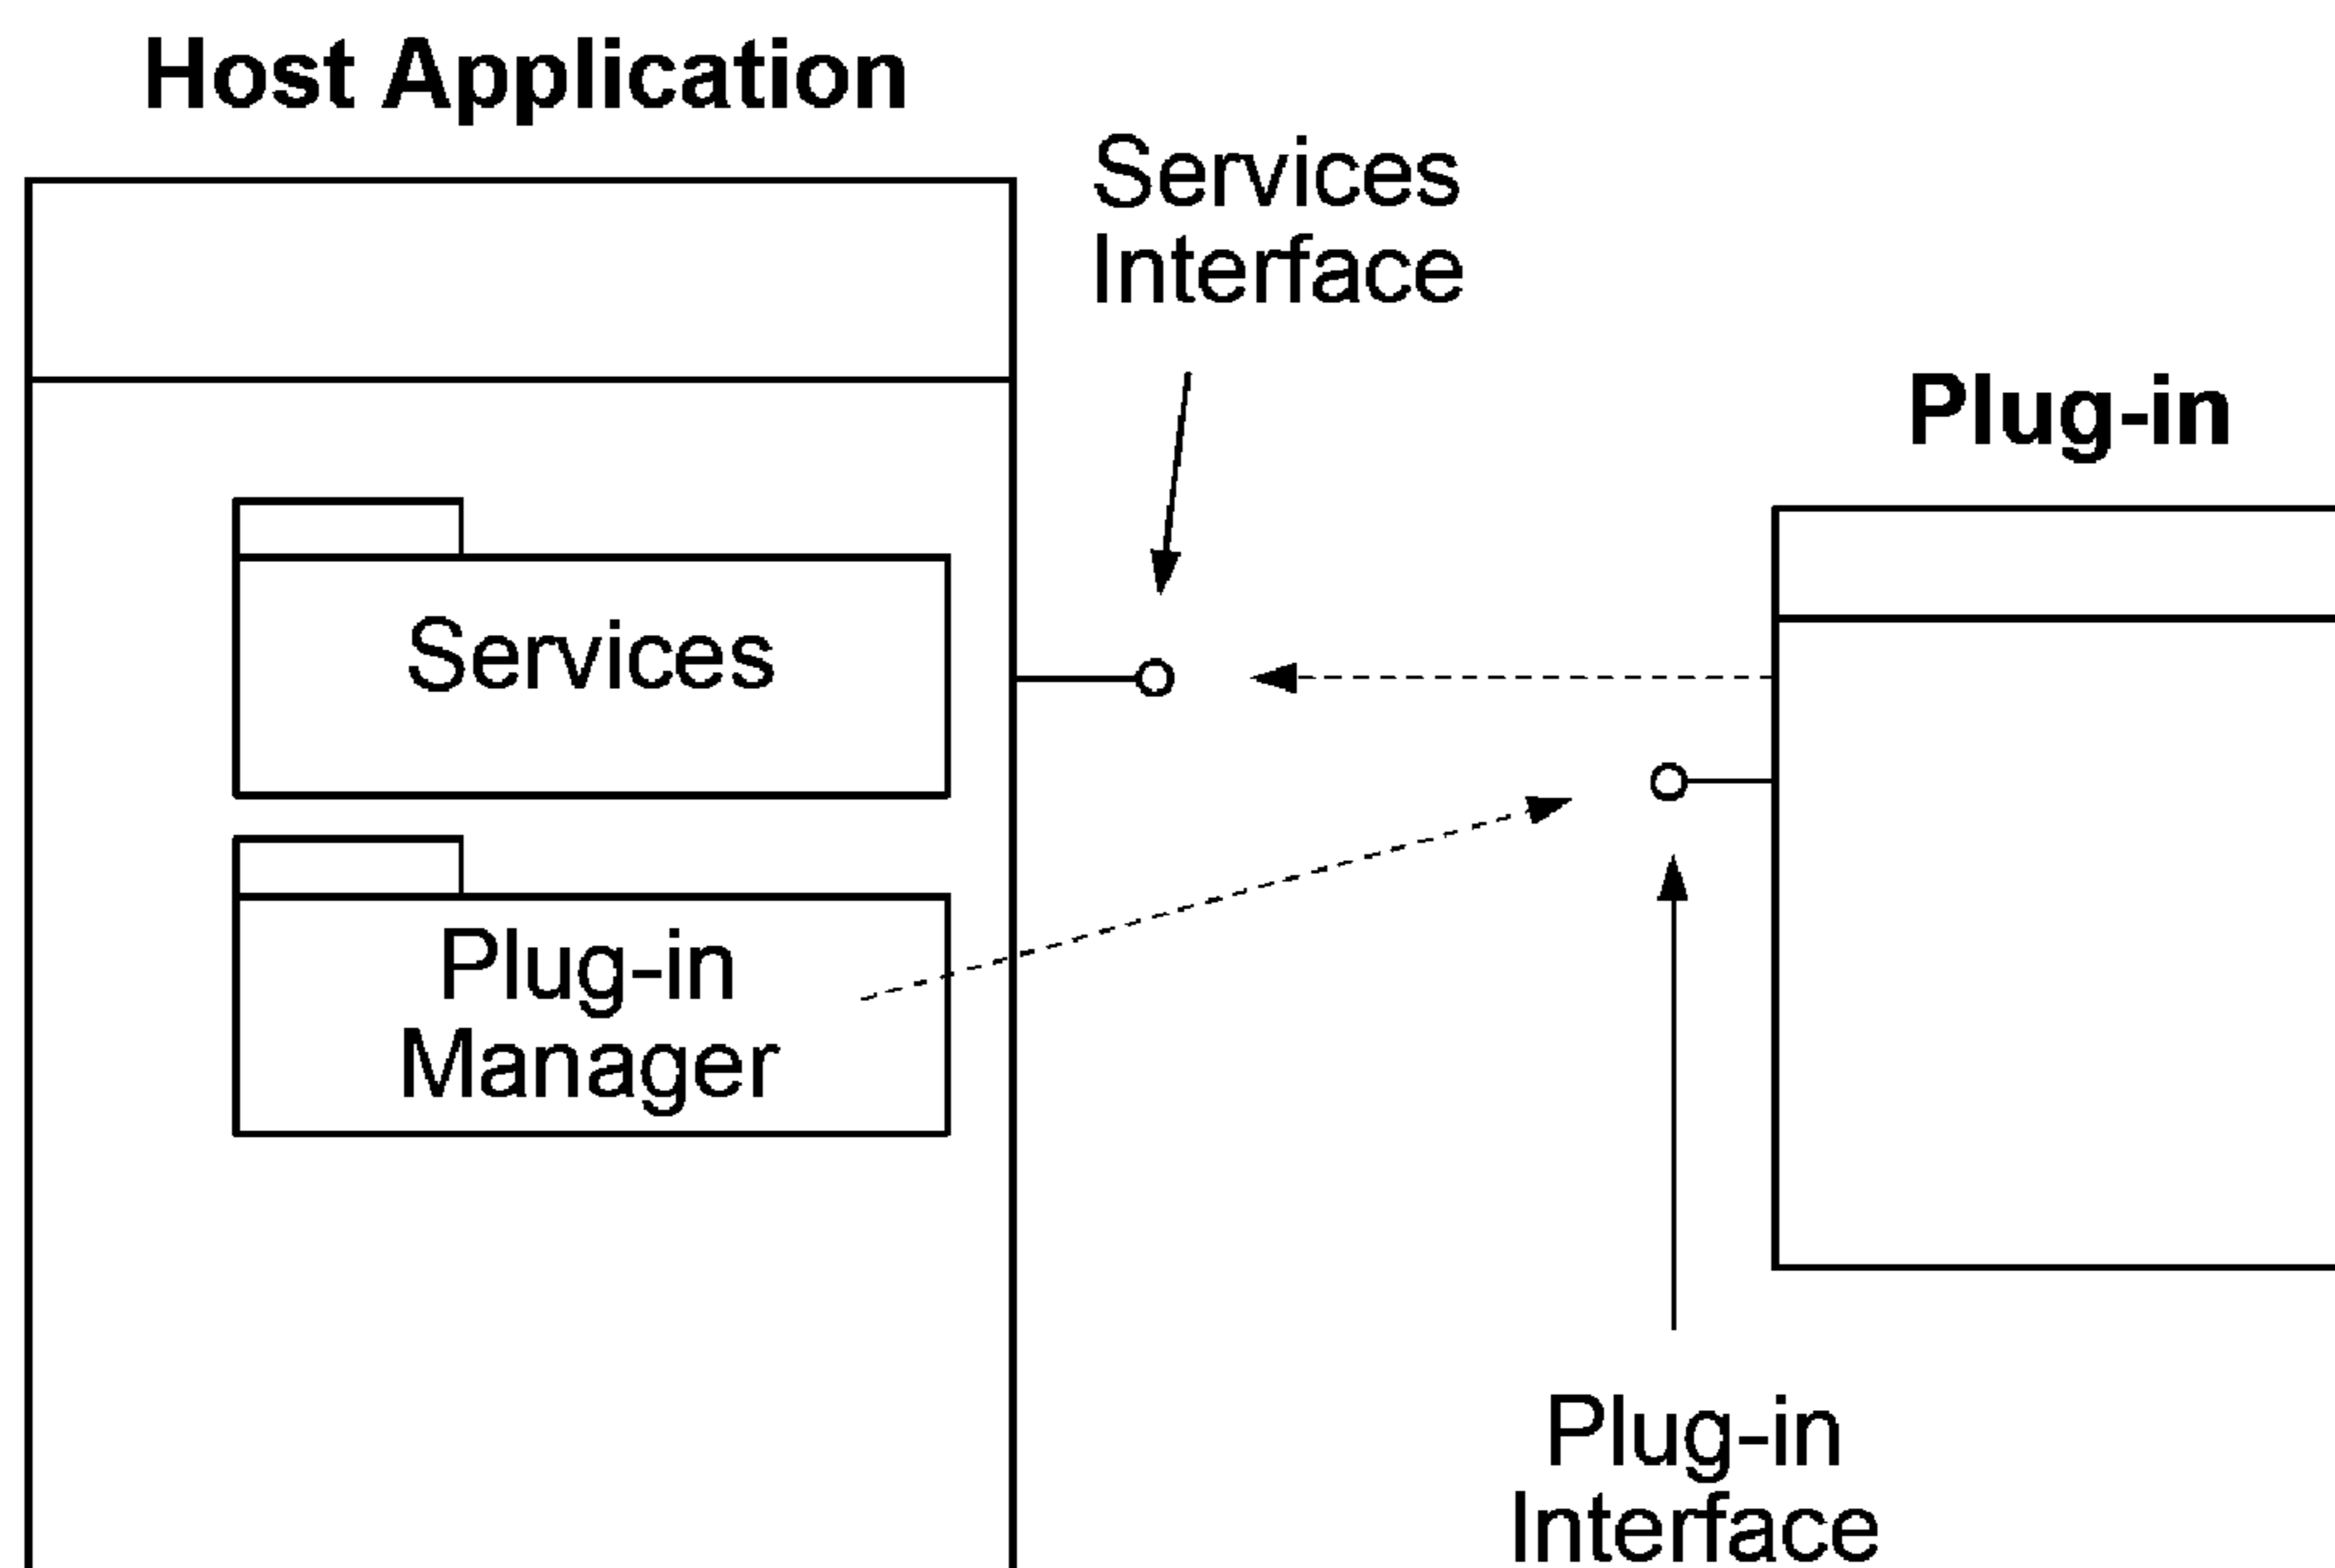 Host Application
Services
Interface
Plug-in
Services
Plug-in
Manager
Plug-in
Interface